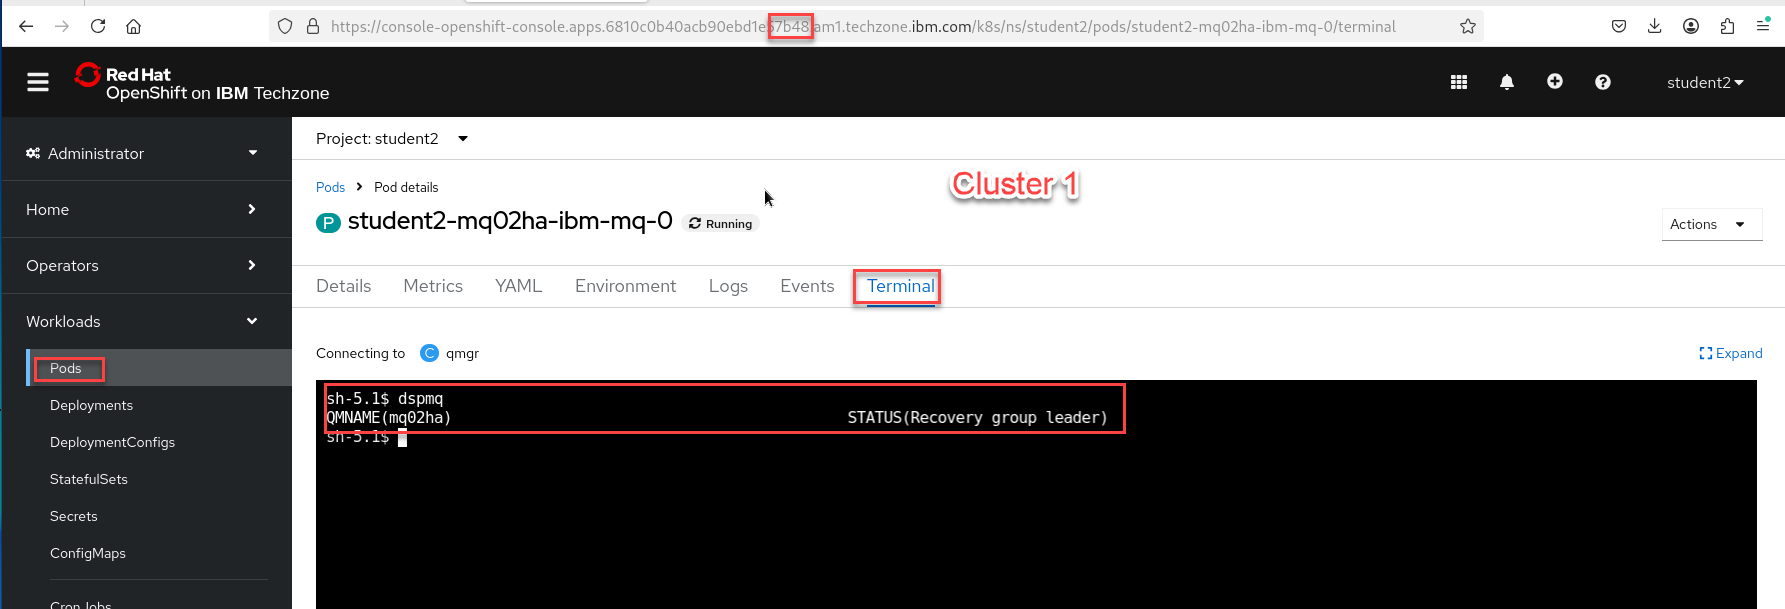 https://console-openshift-console.apps.6810c0b40acb90ebd1e57b48.am1.techzone.ibm.com/k8s/ns/student2/pods/student2-mq02ha-ibm-mq-0/terminal
Red Hat
OpenShift on IBM Techzone
student2
Administrator
Project: student2
Pods
Pod details
Cluster 1
Home
P student2-mq02ha-ibm-mq-0
Running
Actions
Operators
Details
Metrics
YAML
Environment
Logs
Events
Terminal
Workloads
Connecting to
C qmgr
Expand
Pods
sh-5.1$ dspmq
QMNAME(mq02ha) STATUS(Recovery group leader)
sh-5.1$
Deployments
DeploymentConfigs
StatefulSets
Secrets
ConfigMaps
CronJobs